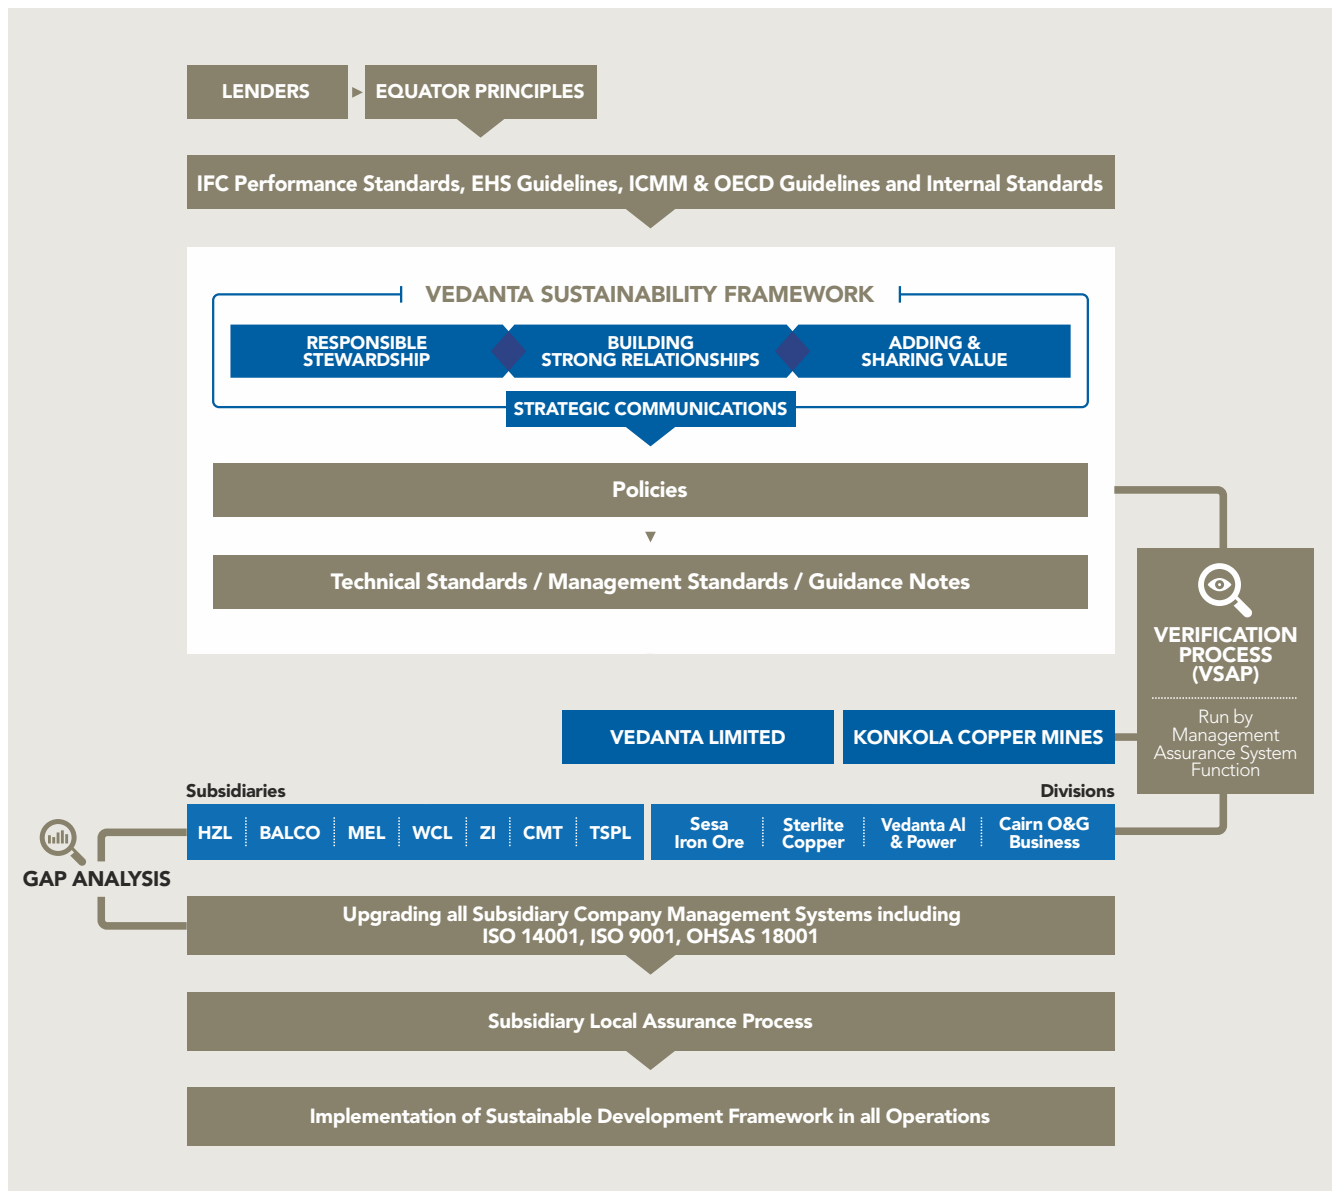 LENDERS
EQUATOR PRINCIPLES
IFC Performance Standards, EHS Guidelines, ICMM & OECD Guidelines and Internal Standards
VEDANTA SUSTAINABILITY FRAMEWORK
RESPONSIBLE
STEWARDSHIP
BUILDING
STRONG RELATIONSHIPS
ADDING &
SHARING VALUE
STRATEGIC COMMUNICATIONS
Policies
Technical Standards / Management Standards / Guidance Notes
VERIFICATION
PROCESS
(VSAP)
Run by
Management
Assurance System
Function
VEDANTA LIMITED
KONKOLA COPPER MINES
Subsidiaries
Divisions
HZL
BALCO
MEL
WCL
ZI
CMT
TSPL
Sesa
Iron Ore
Sterlite
Copper
Vedanta Al
& Power
Cairn O&G
Business
GAP ANALYSIS
Upgrading all Subsidiary Company Management Systems including
ISO 14001, ISO 9001, OHSAS 18001
Subsidiary Local Assurance Process
Implementation of Sustainable Development Framework in all Operations